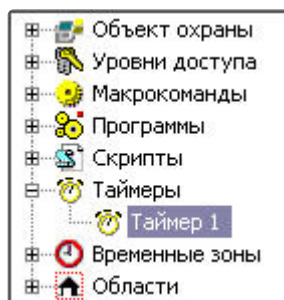 Объект охраны
Уровни доступа
Макрокоманды
Программы
Скрипты
Таймеры
Таймер 1
Временные зоны
Области